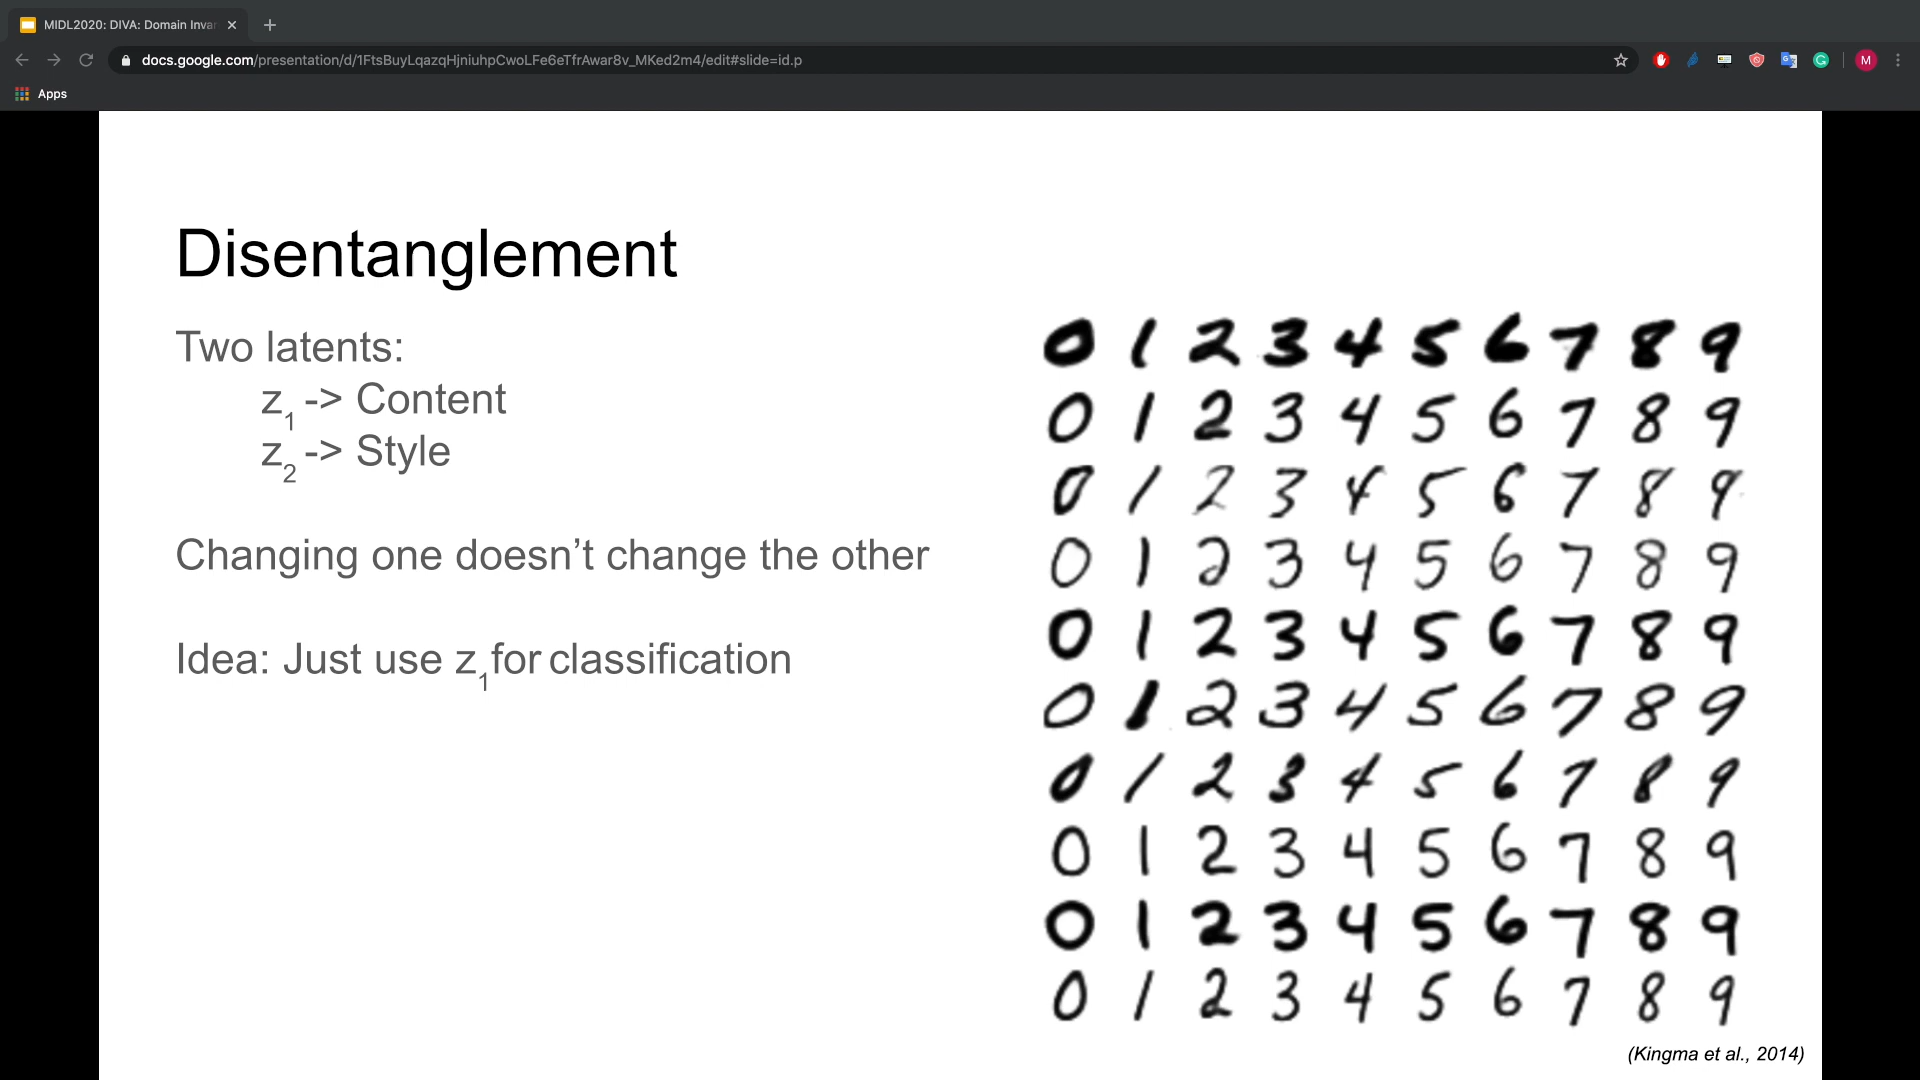 MIDL2020: DIVA: Domain Invar
docs.google.com/presentation/d/1FtsBuyLqazqHjniuhpCwoLFe6eTfrAwar8v_MKed2m4/edit#slide=id.p
M
Apps
Disentanglement
Two latents:
z1 -> Content
z2 -> Style
Changing one doesn’t change the other
Idea: Just use z1 for classification
0 1 2 3 4 5 6 7 8 9
0 1 2 3 4 5 6 7 8 9
0 1 2 3 4 5 6 7 8 9
0 1 2 3 4 5 6 7 8 9
0 1 2 3 4 5 6 7 8 9
0 1 2 3 4 5 6 7 8 9
0 1 2 3 4 5 6 7 8 9
0 1 2 3 4 5 6 7 8 9
0 1 2 3 4 5 6 7 8 9
0 1 2 3 4 5 6 7 8 9
(Kingma et al., 2014)